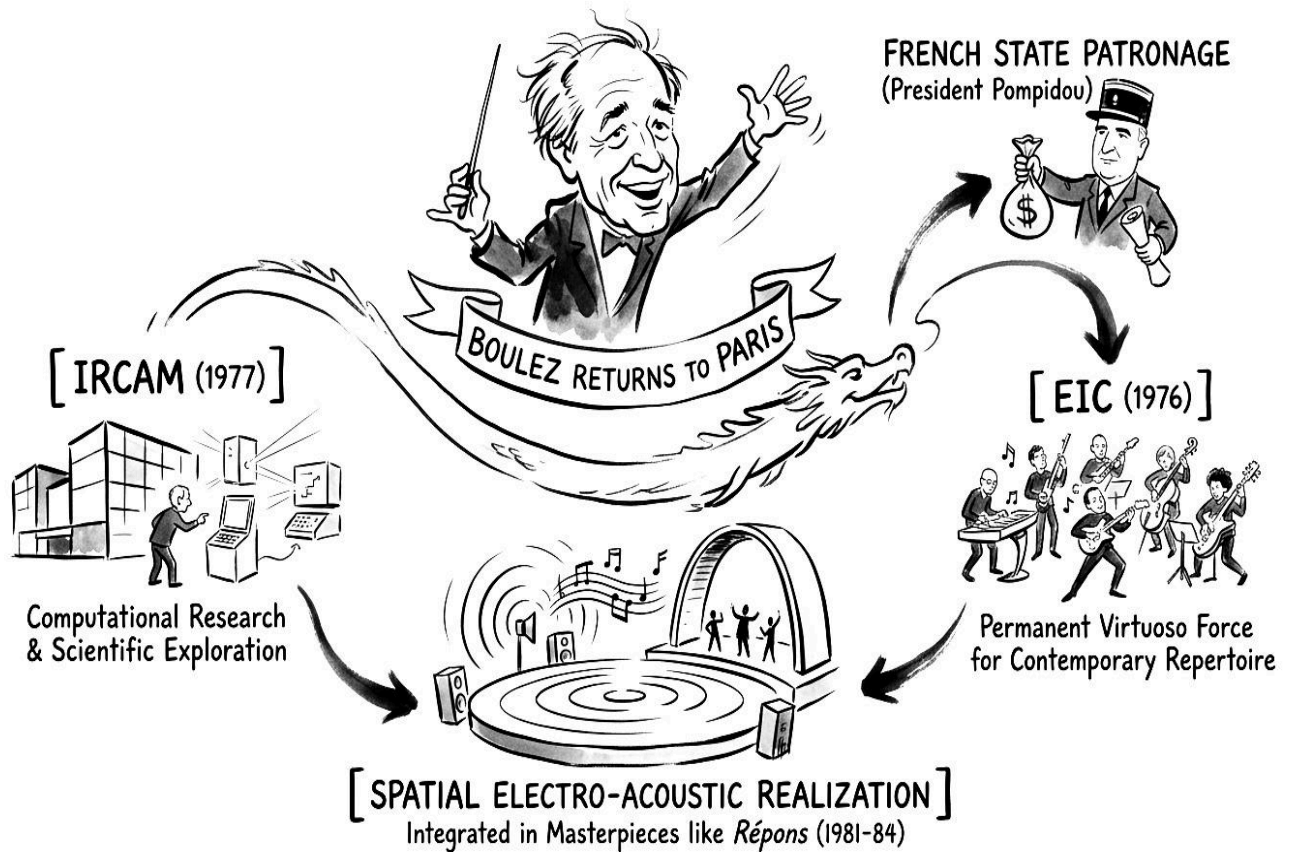 FRENCH STATE PATRONAGE
(President Pompidou)
$
BOULEZ RETURNS TO PARIS
[IRCAM (1977)]
Computational Research
& Scientific Exploration
[EIC (1976)]
Permanent Virtuoso Force
for Contemporary Repertoire
[SPATIAL ELECTRO-ACOUSTIC REALIZATION]
Integrated in Masterpieces like Répons (1981-84)